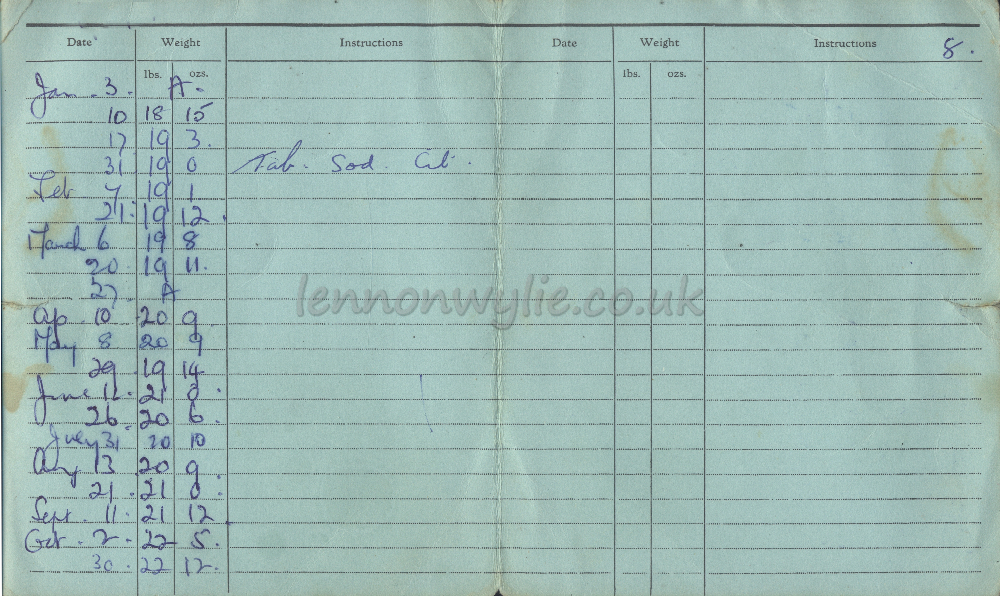 Date Weight Instructions Date Weight Instructions 8.
lbs. ozs. lbs. ozs.
Jan. 3. A.
10 18 15
17 19 3.
31 19 0 Tab. Sod. Cit.
Feb 7 19 1
21. 19 12.
March 6 19 8
20. 19 11.
27. A
lennonwylie.co.uk
Ap. 10 20 9.
May 8 20 9
29 19 14
June 12. 21 0.
26. 20 6.
July 31 20 10
Aug 13 20 9.
21. 21 0.
Sept. 11. 21 12
Oct. 2. 22 5.
30. 22 12.